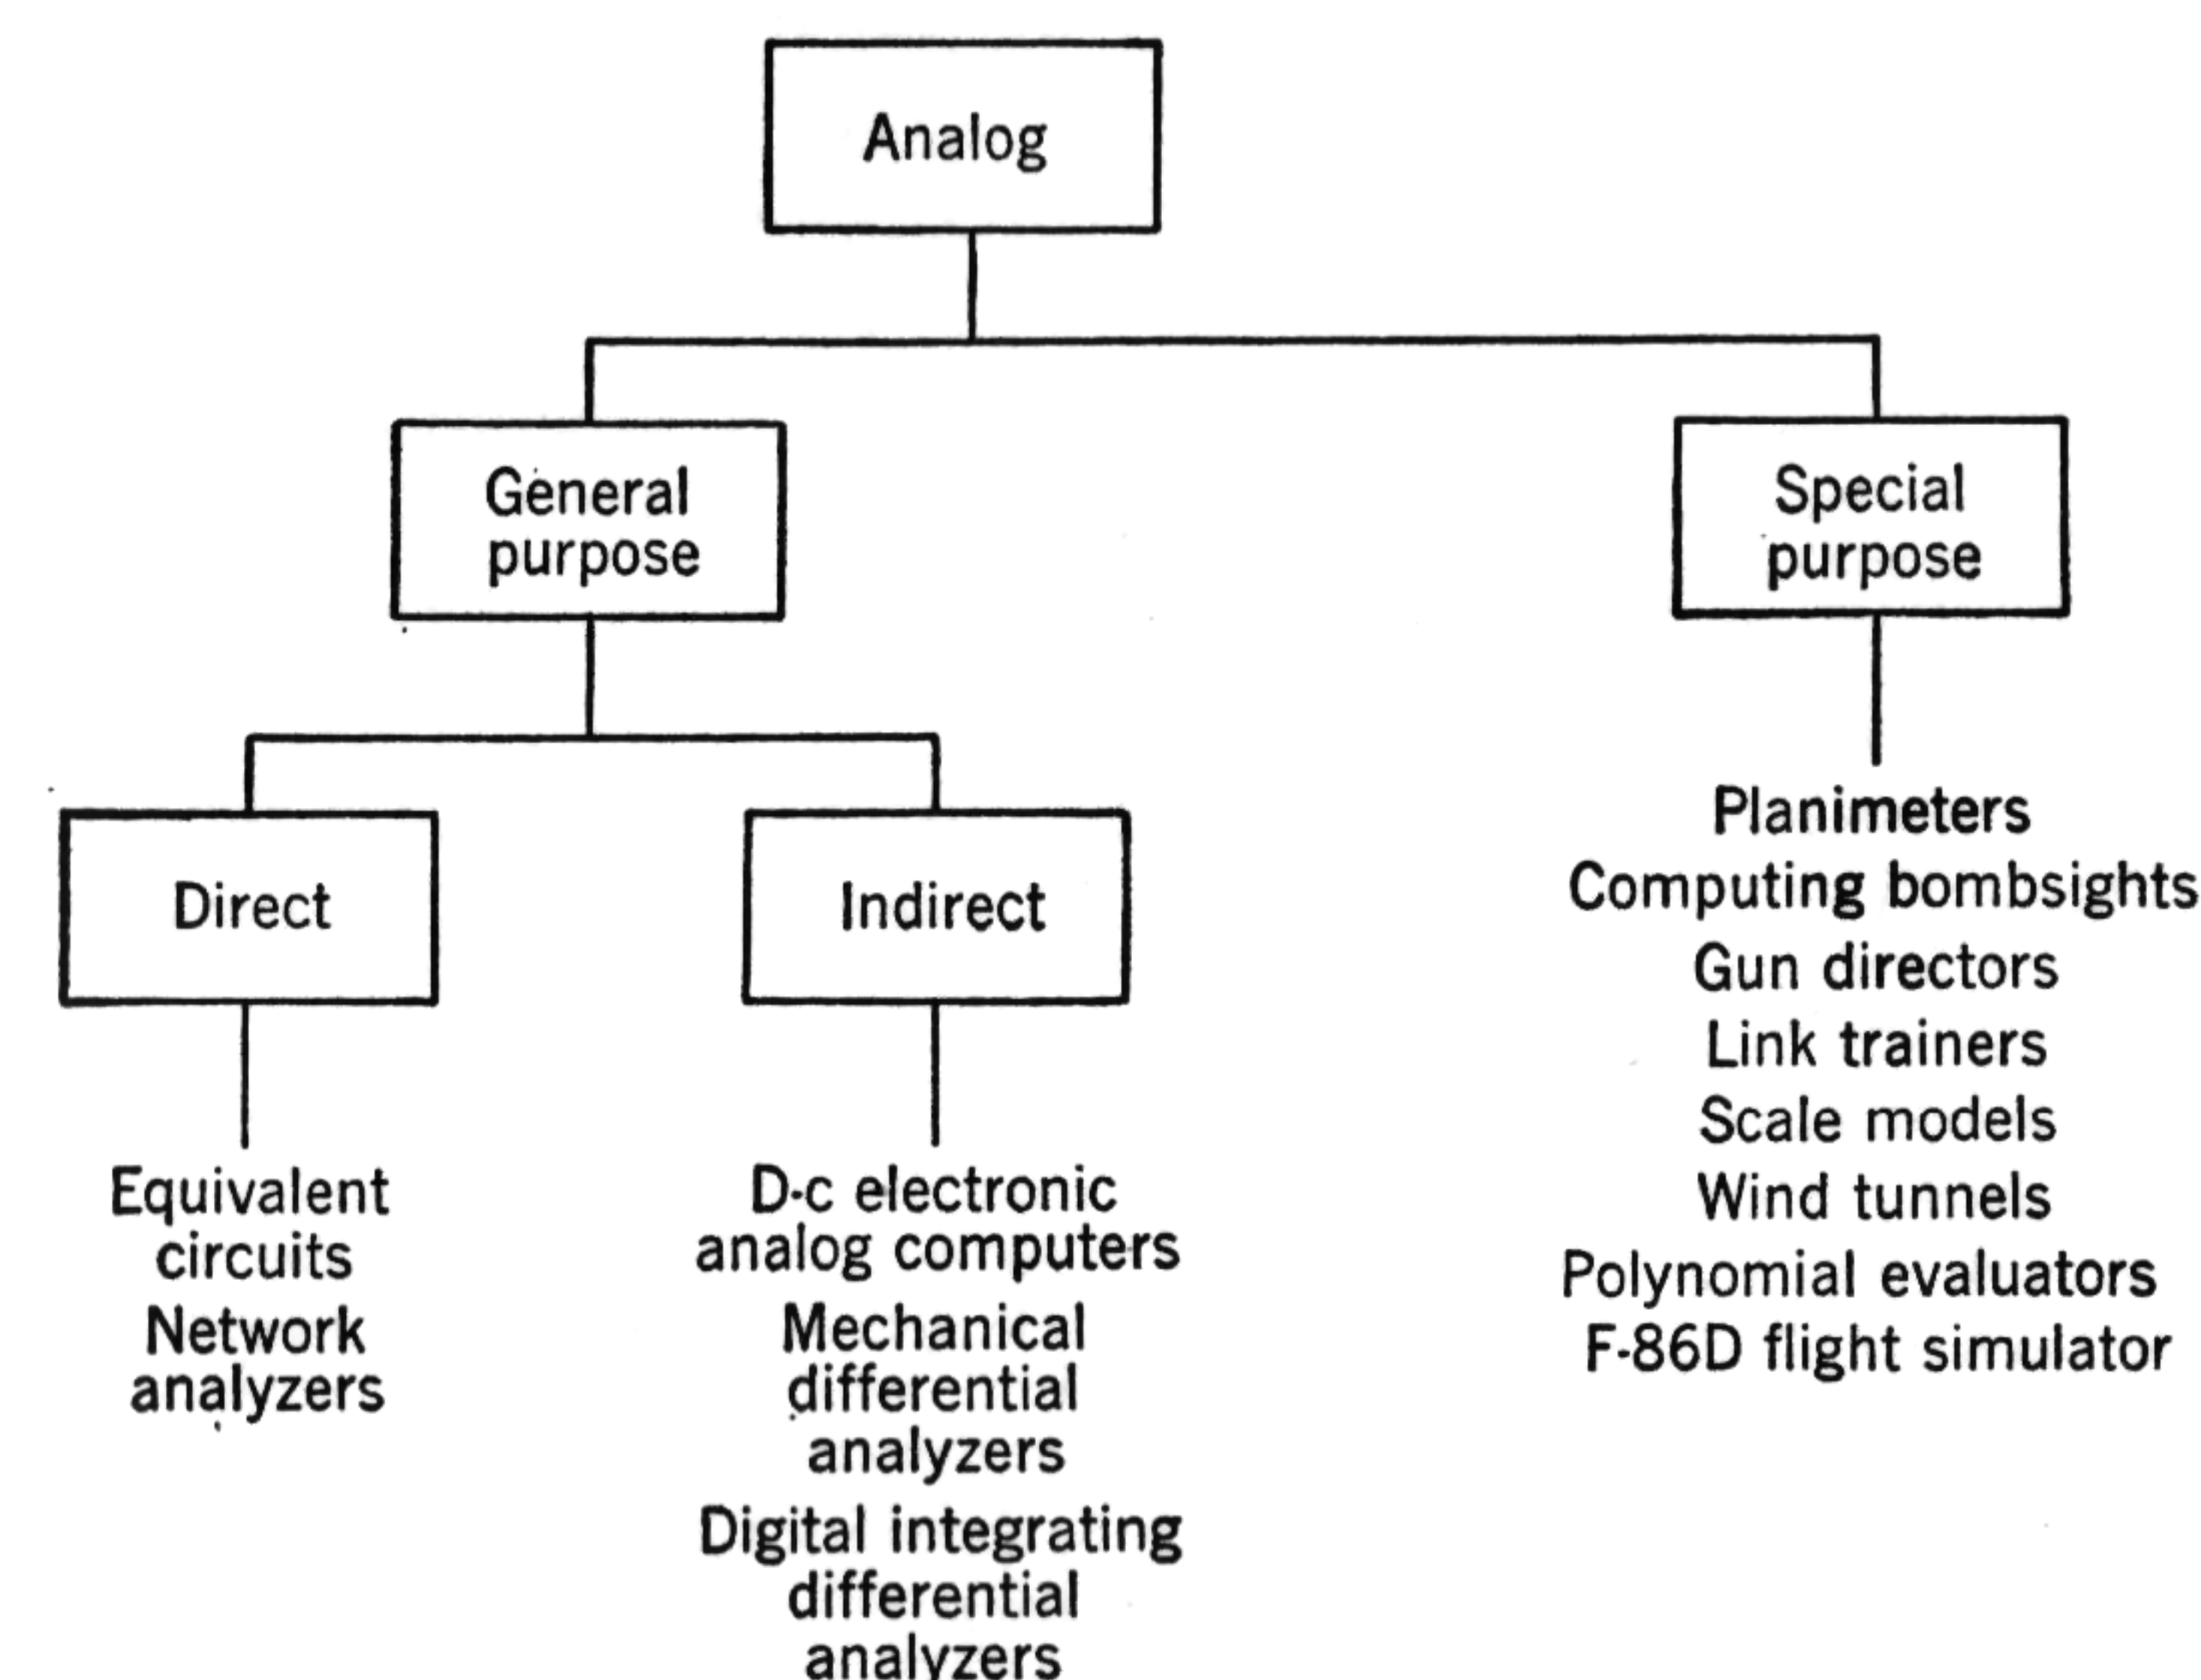 Analog
General
purpose
Special
purpose
Direct
Indirect
Equivalent
circuits
Network
analyzers
D-c electronic
analog computers
Mechanical
differential
analyzers
Digital integrating
differential
analyzers
Planimeters
Computing bombsights
Gun directors
Link trainers
Scale models
Wind tunnels
Polynomial evaluators
F-86D flight simulator